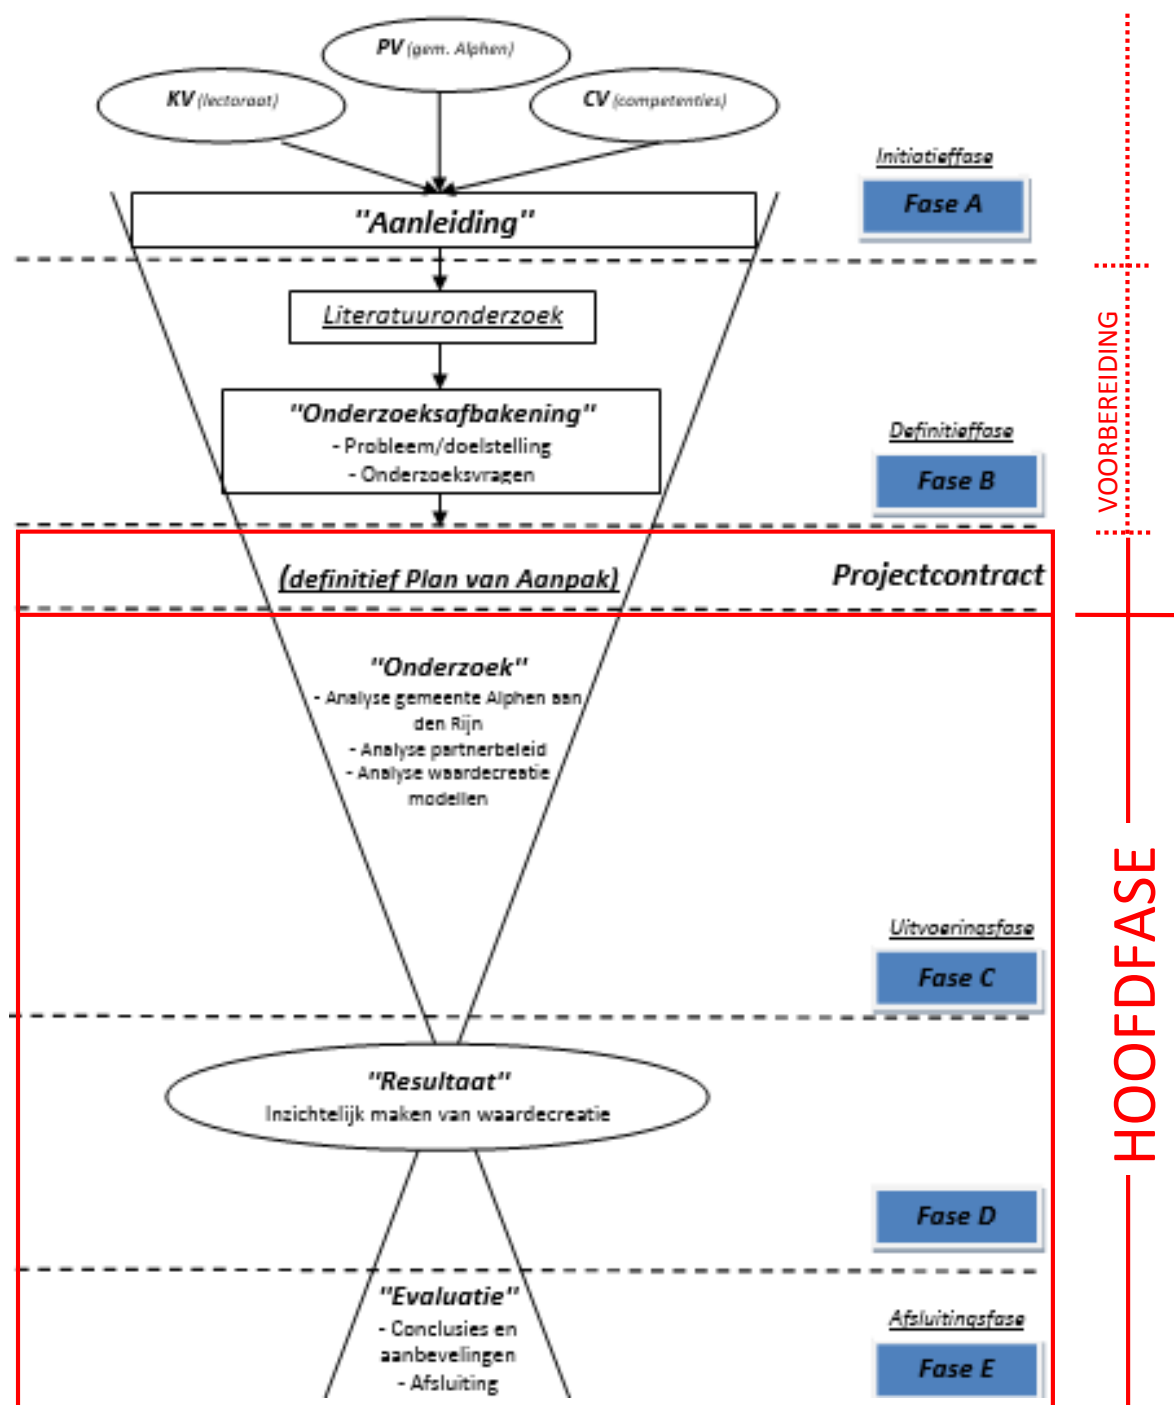 PV (gem. Alphen)
KV (lectoraat)
CV (competenties)
Initiatieffase
Fase A
"Aanleiding"
Literatuuronderzoek
"Onderzoeksafbakening"
- Probleem/doelstelling
- Onderzoeksvragen
Definitieffase
Fase B
VOORBEREIDING
(definitief Plan van Aanpak)
Projectcontract
"Onderzoek"
- Analyse gemeente Alphen aan
den Rijn
- Analyse partnerbeleid
- Analyse waardecreatie
modellen
Uitvoeringsfase
Fase C
HOOFDFASE
"Resultaat"
Inzichtelijk maken van waardecreatie
Fase D
"Evaluatie"
- Conclusies en
aanbevelingen
- Afsluiting
Afsluitingsfase
Fase E